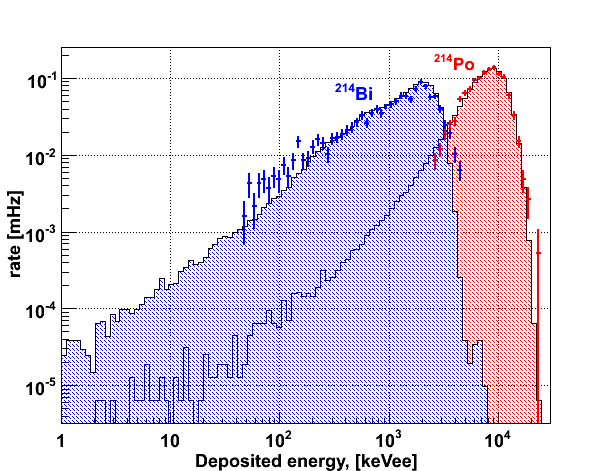 rate [mHz]
10⁻¹
10⁻²
10⁻³
10⁻⁴
10⁻⁵
²¹⁴Po
²¹⁴Bi
1 10 10² 10³ 10⁴
Deposited energy, [keVee]